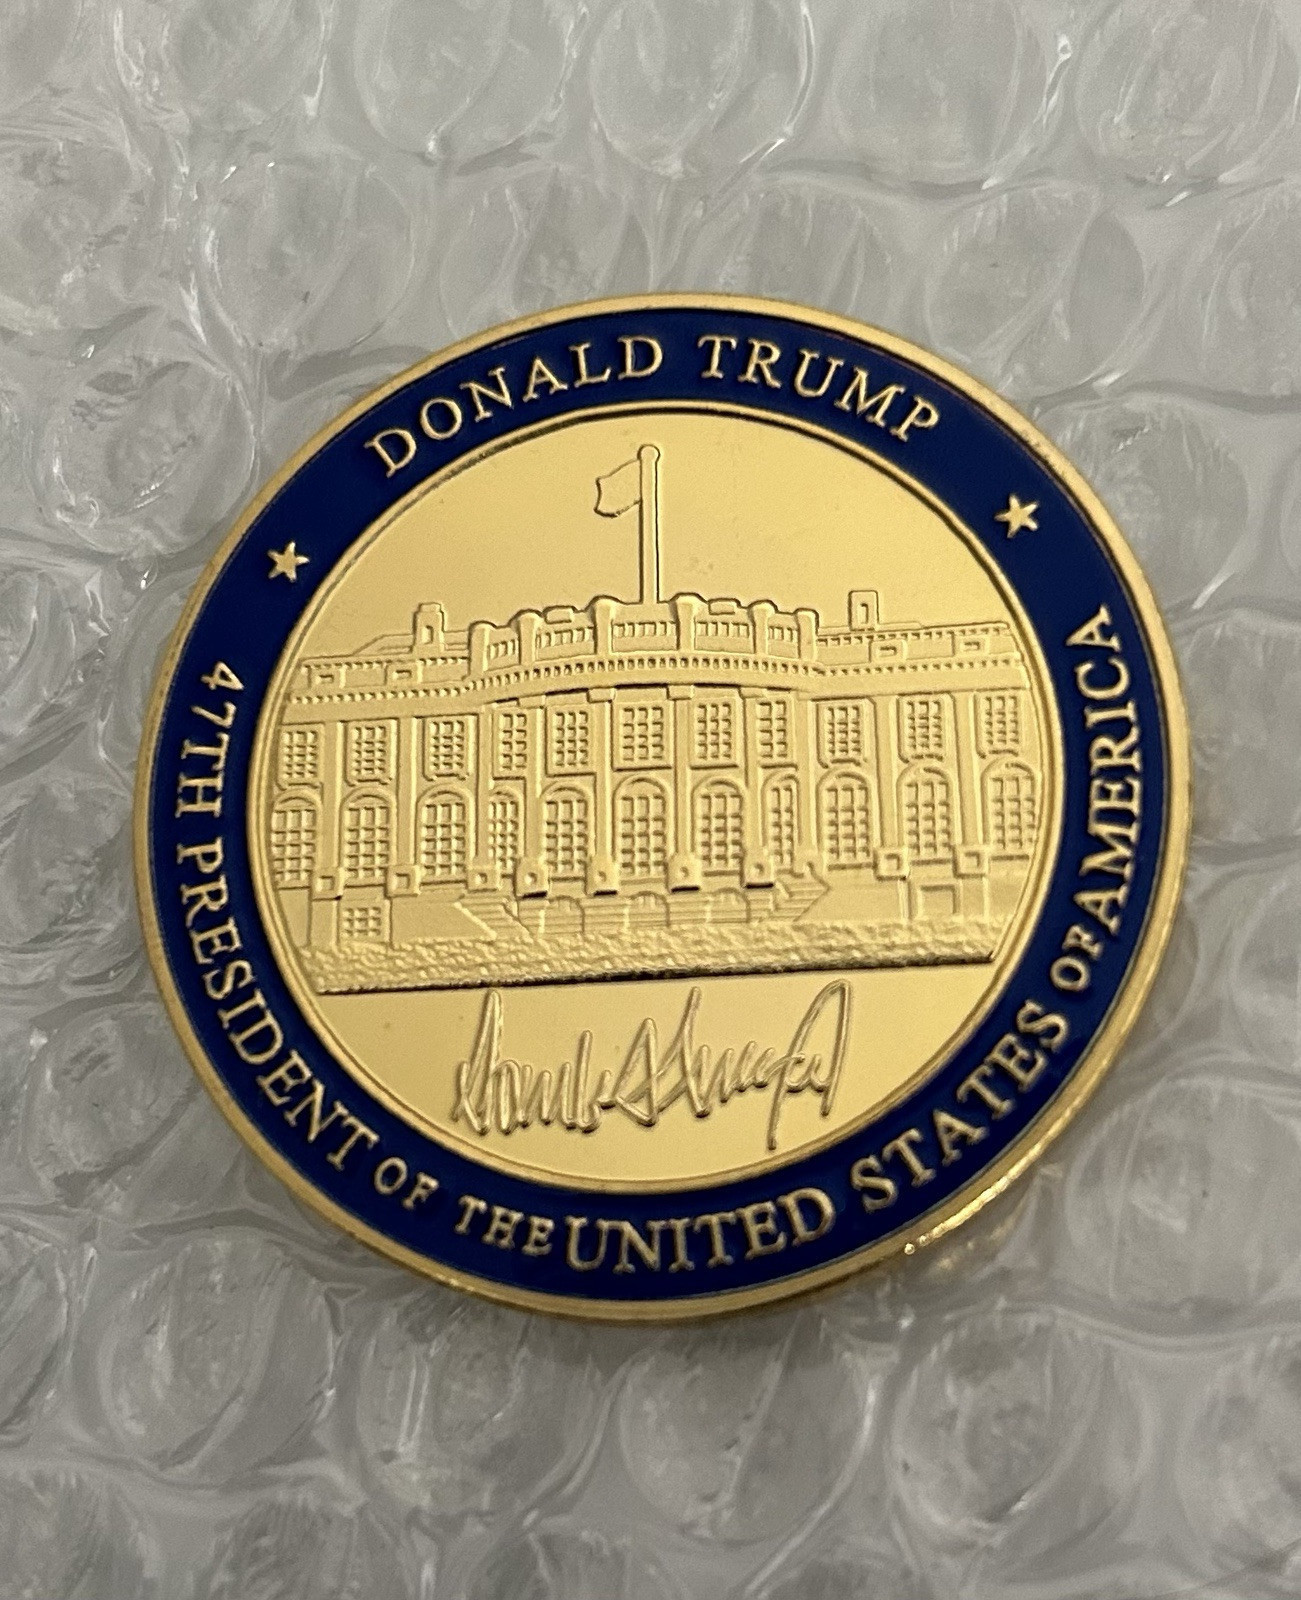 DONALD TRUMP
47TH PRESIDENT OF THE UNITED STATES OF AMERICA